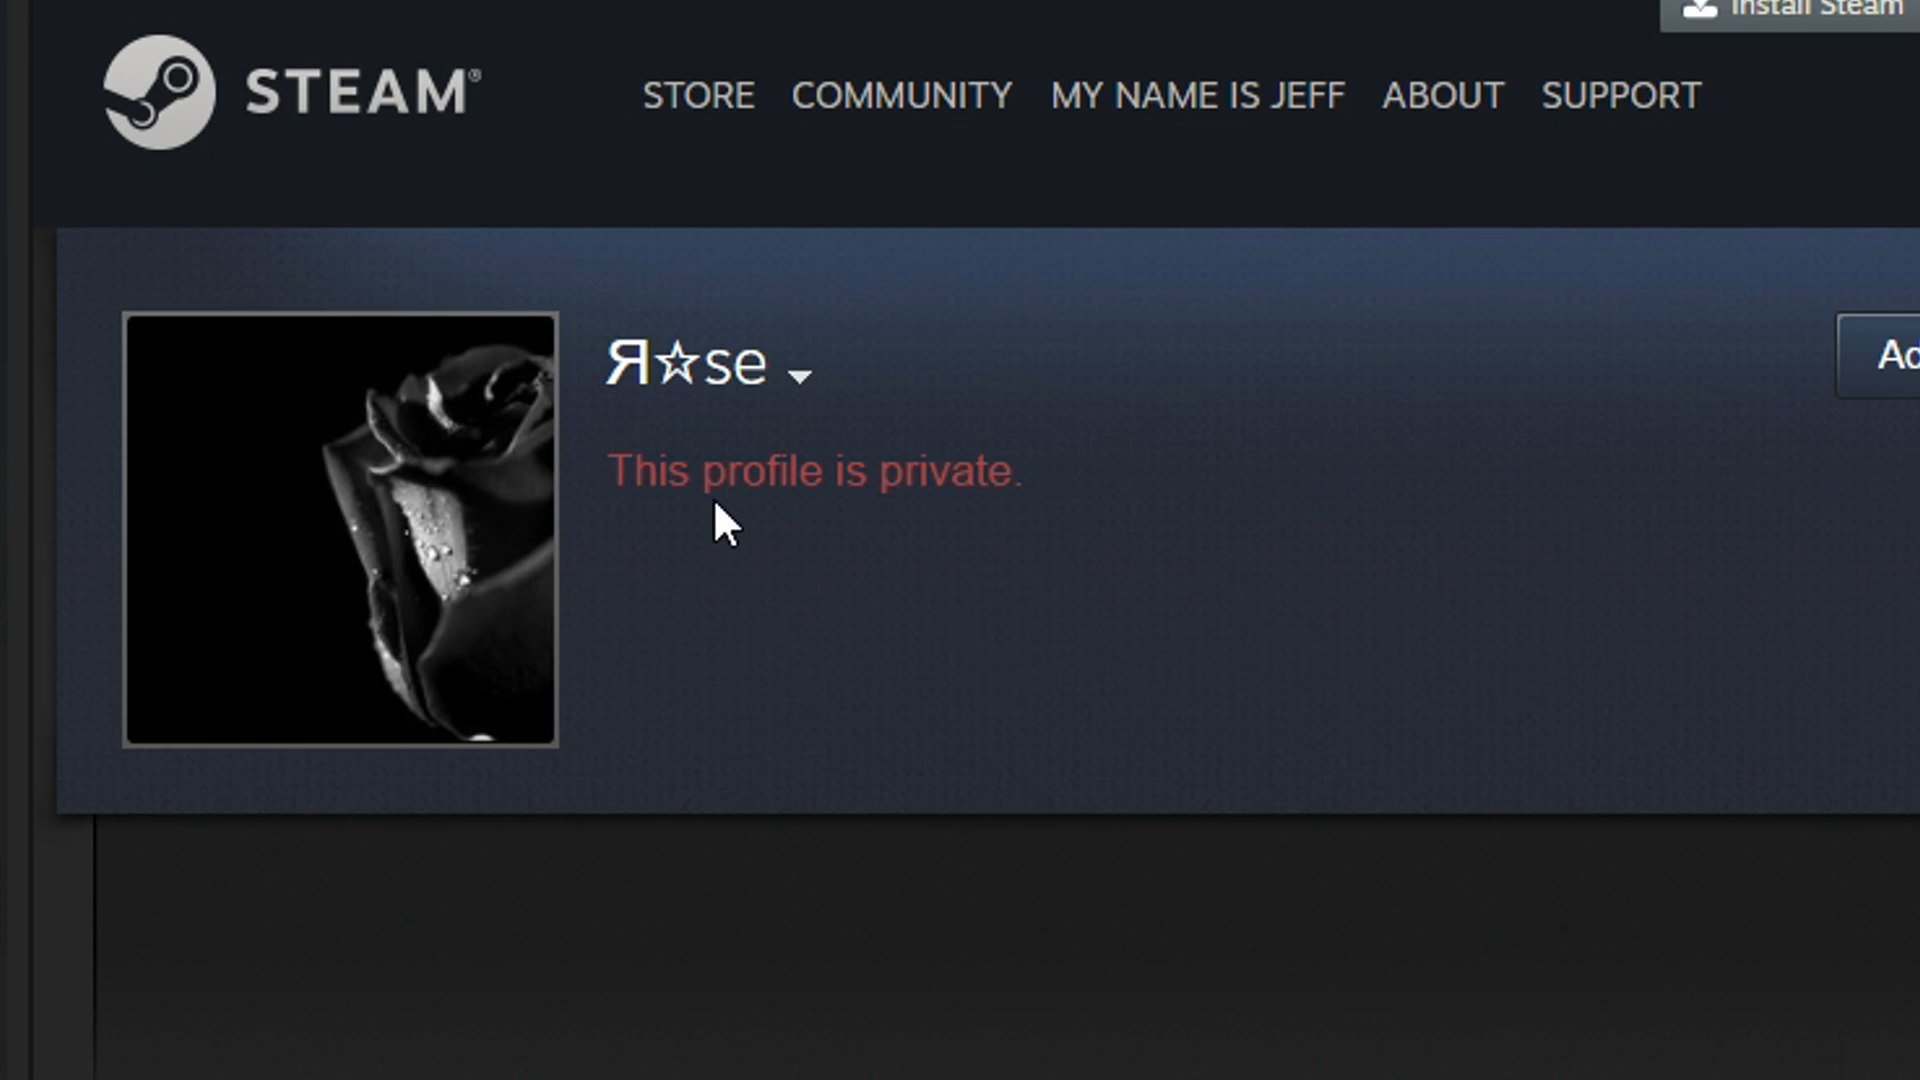 Install Steam
STEAM®
STORE COMMUNITY MY NAME IS JEFF ABOUT SUPPORT
Я☆se
This profile is private.